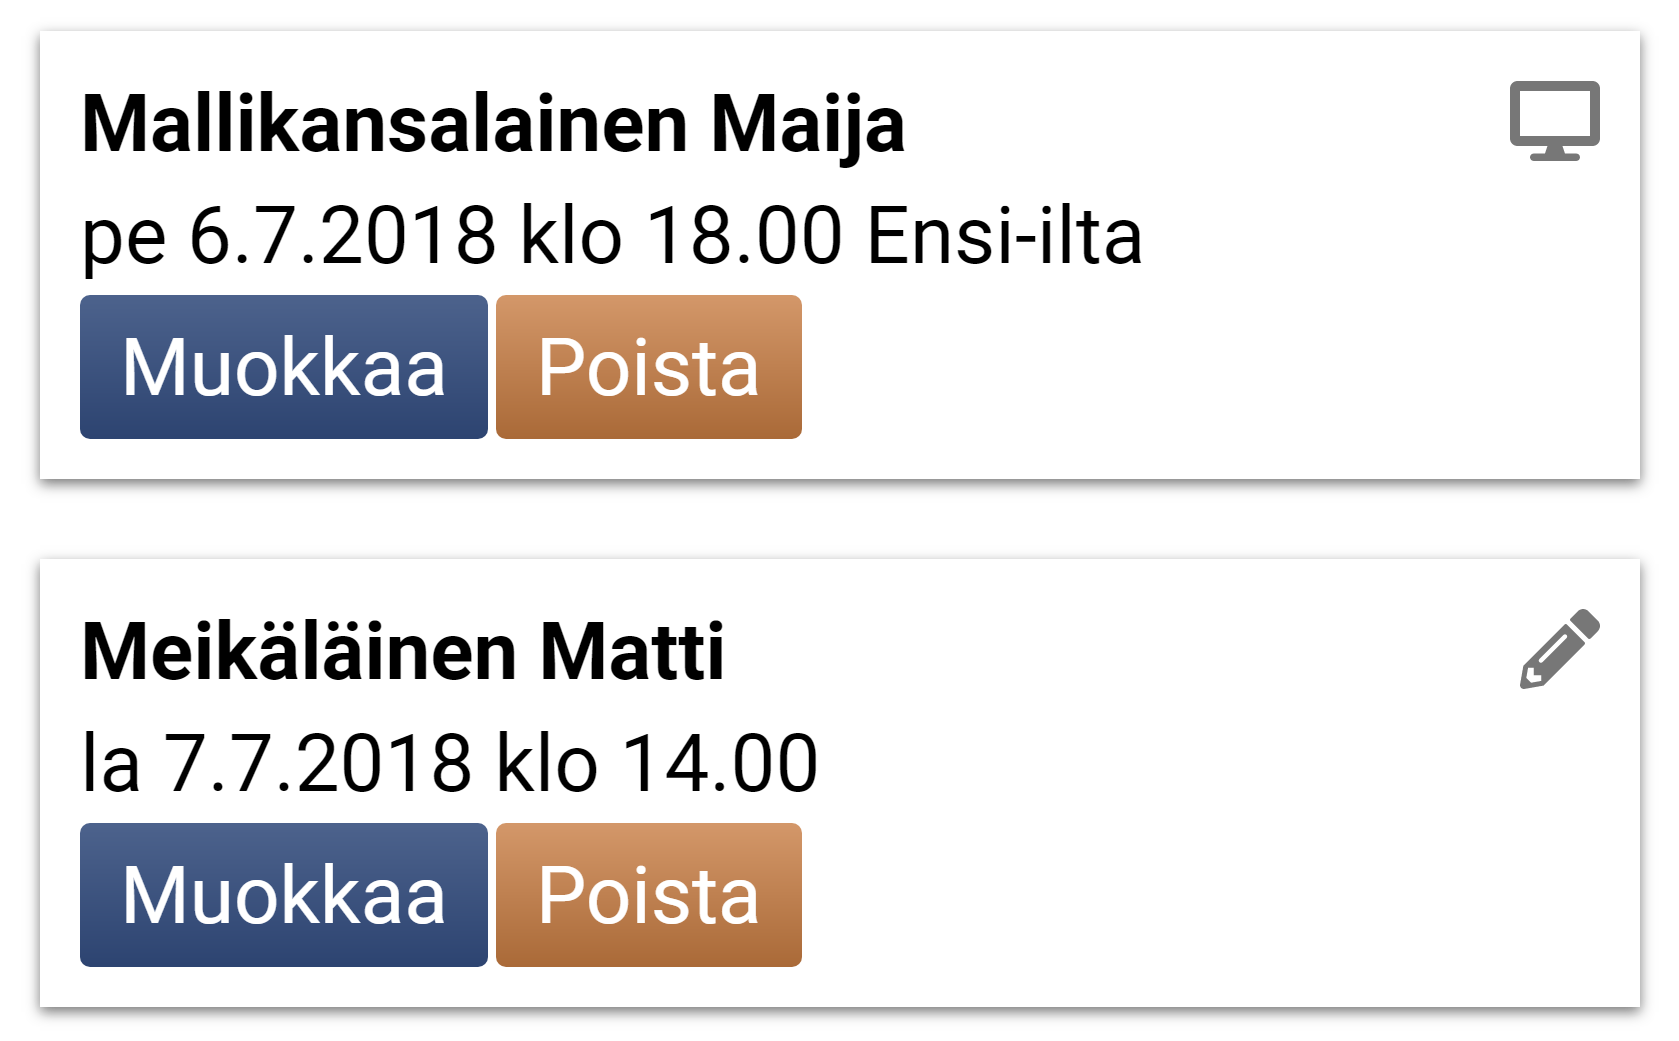 Mallikansalainen Maija
pe 6.7.2018 klo 18.00 Ensi-ilta
Muokkaa Poista
Meikäläinen Matti
la 7.7.2018 klo 14.00
Muokkaa Poista